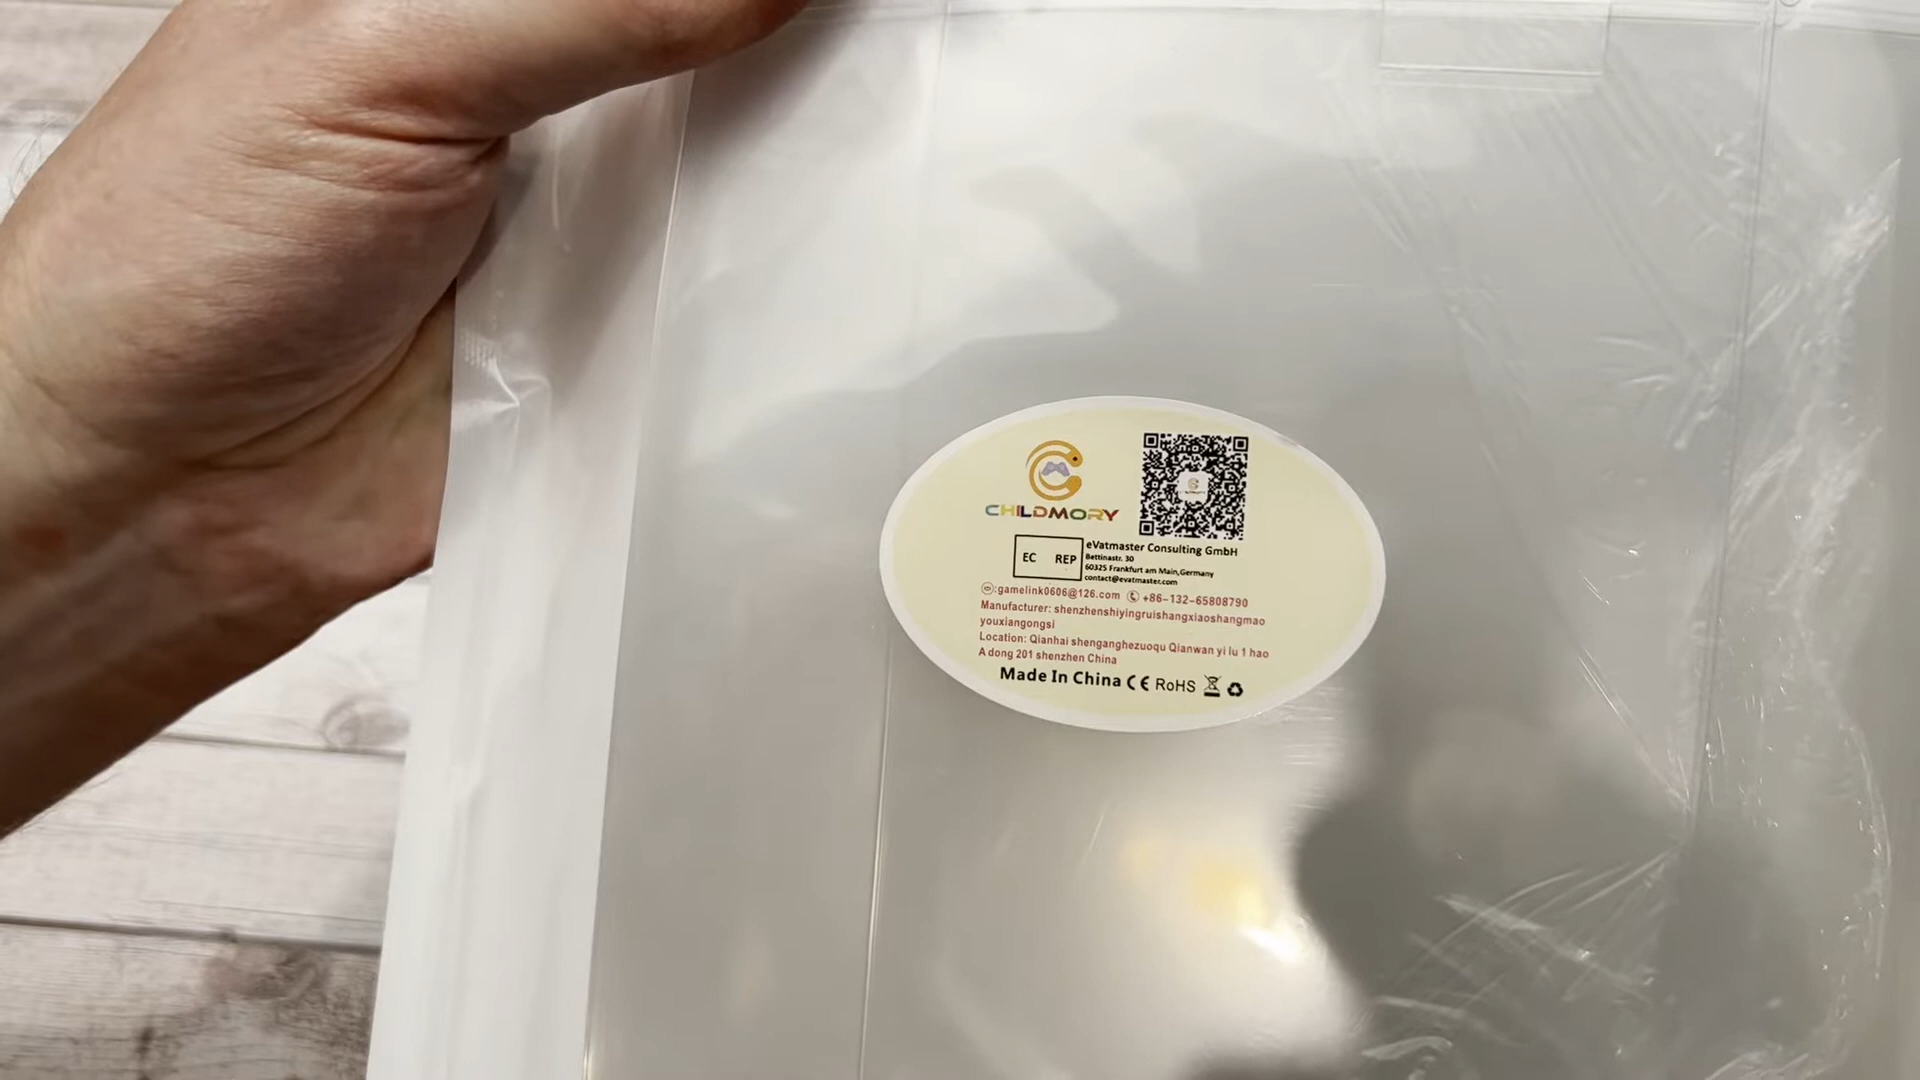 CHILDMORY
EC REP
eVatmaster Consulting GmbH
Bettinastr. 30
60325 Frankfurt am Main,Germany
contact@evatmaster.com
:gamelink0606@126.com +86-132-65808790
Manufacturer: shenzhenshiyingruishangxiaoshangmao
youxiangongsi
Location: Qianhai shenganghezuoqu Qianwan yi lu 1 hao
A dong 201 shenzhen China
Made In China CE RoHS